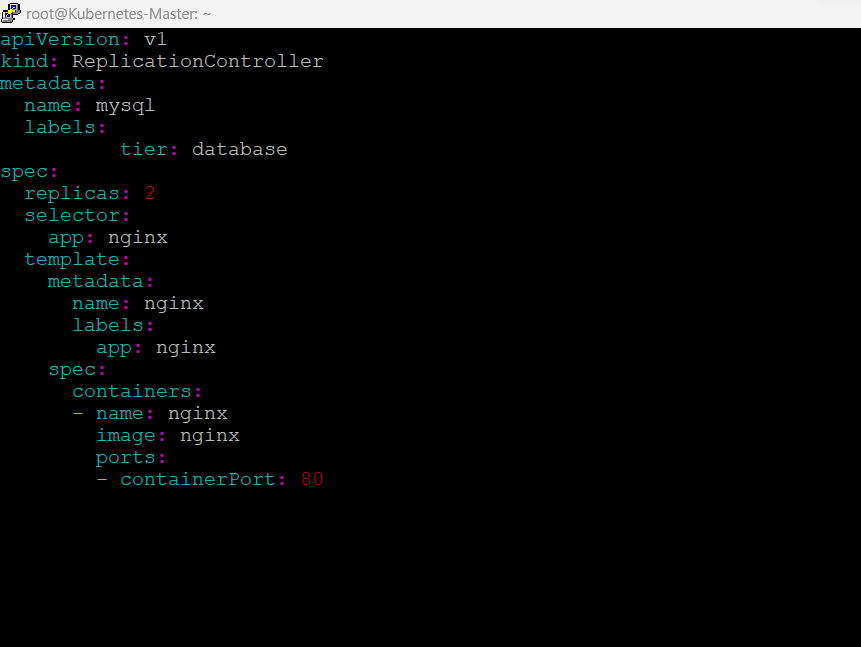 root@Kubernetes-Master: ~
apiVersion: v1
kind: ReplicationController
metadata:
  name: mysql
  labels:
          tier: database
spec:
  replicas: 2
  selector:
    app: nginx
  template:
    metadata:
      name: nginx
      labels:
        app: nginx
    spec:
      containers:
      - name: nginx
        image: nginx
        ports:
        - containerPort: 80